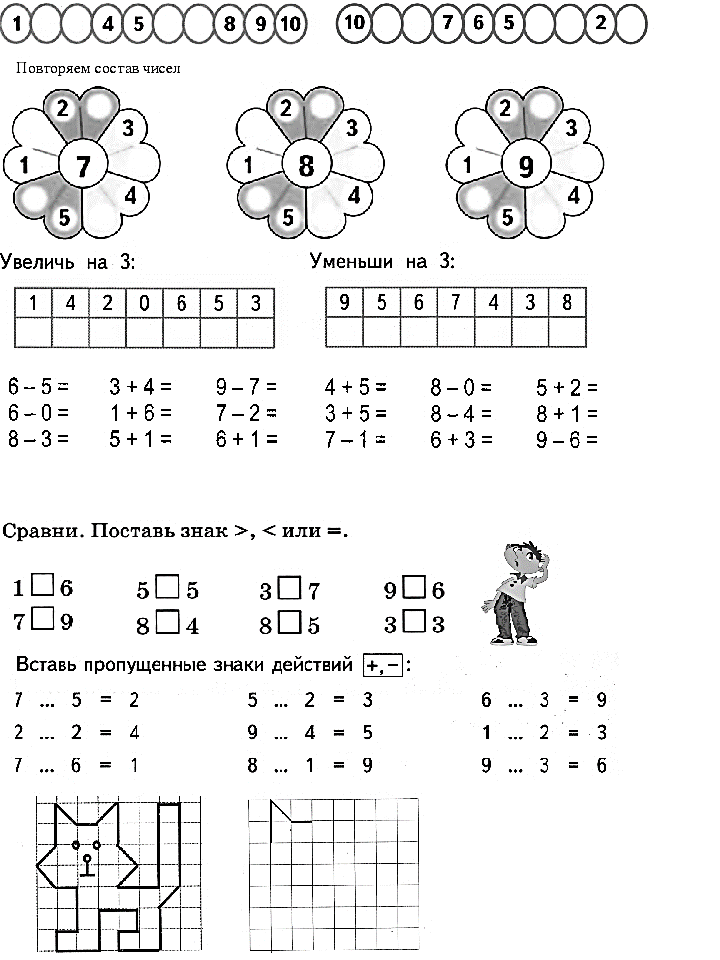 1 4 5 8 9 10 10 7 6 5 2
Повторяем состав чисел
2 3 1 7 4 5
2 3 1 8 4 5
2 3 1 9 4 5
Увеличь на 3: Уменьши на 3:
1 4 2 0 6 5 3 9 5 6 7 4 3 8
6 – 5 = 3 + 4 = 9 – 7 = 4 + 5 = 8 – 0 = 5 + 2 =
6 – 0 = 1 + 6 = 7 – 2 = 3 + 5 = 8 – 4 = 8 + 1 =
8 – 3 = 5 + 1 = 6 + 1 = 7 – 1 = 6 + 3 = 9 – 6 =
Сравни. Поставь знак >, < или =.
1 □ 6 5 □ 5 3 □ 7 9 □ 6
7 □ 9 8 □ 4 8 □ 5 3 □ 3
Вставь пропущенные знаки действий +,–:
7 ... 5 = 2 5 ... 2 = 3 6 ... 3 = 9
2 ... 2 = 4 9 ... 4 = 5 1 ... 2 = 3
7 ... 6 = 1 8 ... 1 = 9 9 ... 3 = 6